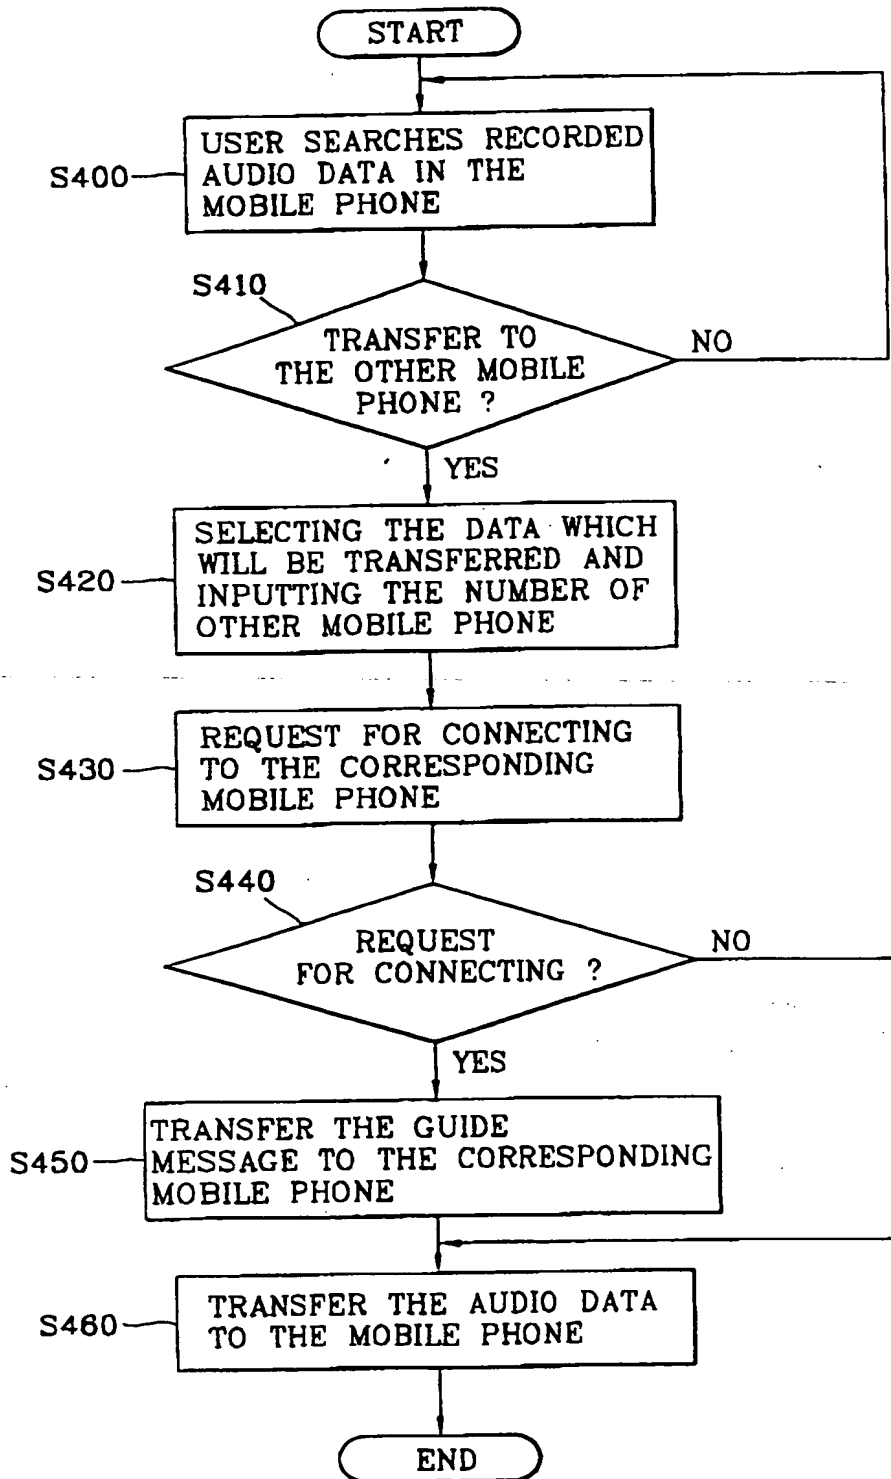 START
USER SEARCHES RECORDED
AUDIO DATA IN THE
MOBILE PHONE
S400
S410
TRANSFER TO
THE OTHER MOBILE
PHONE ?
NO
YES
SELECTING THE DATA WHICH
WILL BE TRANSFERRED AND
INPUTTING THE NUMBER OF
OTHER MOBILE PHONE
S420
REQUEST FOR CONNECTING
TO THE CORRESPONDING
MOBILE PHONE
S430
S440
REQUEST
FOR CONNECTING ?
NO
YES
TRANSFER THE GUIDE
MESSAGE TO THE CORRESPONDING
MOBILE PHONE
S450
TRANSFER THE AUDIO DATA
TO THE MOBILE PHONE
S460
END